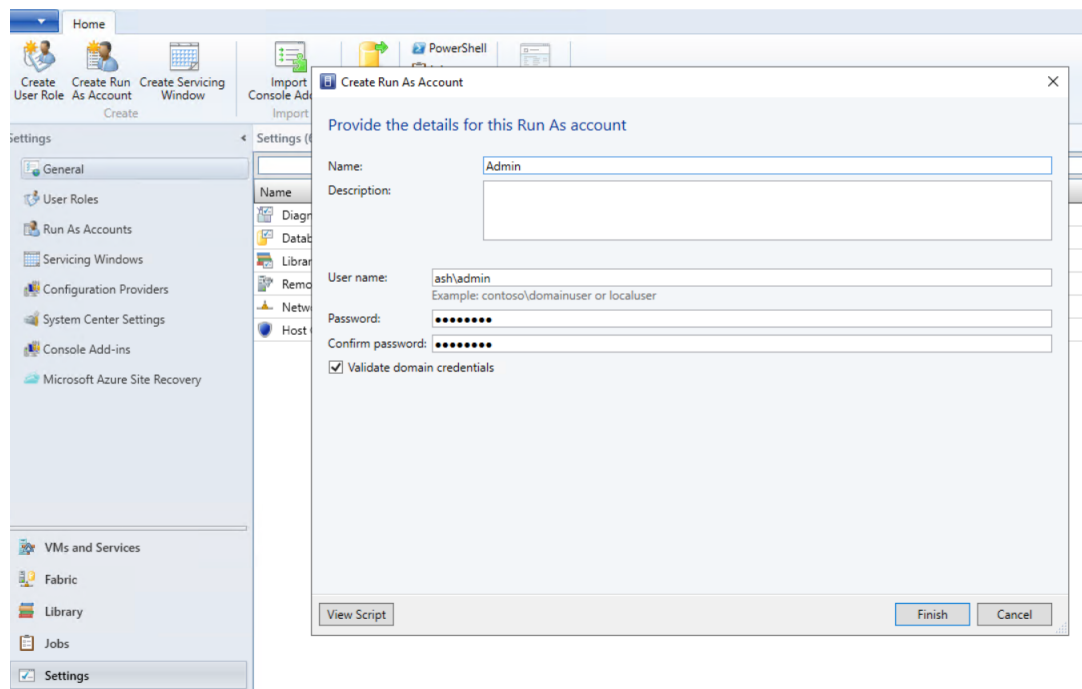 Home
PowerShell
Create User Role
Create Run As Account
Create Servicing Window
Import
Console Add
Create
Import
Create Run As Account
Provide the details for this Run As account
Name:
Admin
Description:
User name:
ash\admin
Example: contoso\domainuser or localuser
Password:
●●●●●●●●
Confirm password:
●●●●●●●●
Validate domain credentials
View Script
Finish
Cancel
Settings
General
User Roles
Run As Accounts
Servicing Windows
Configuration Providers
System Center Settings
Console Add-ins
Microsoft Azure Site Recovery
VMs and Services
Fabric
Library
Jobs
Settings
Settings (6
Name
Diagn
Datab
Librar
Remo
Netw
Host